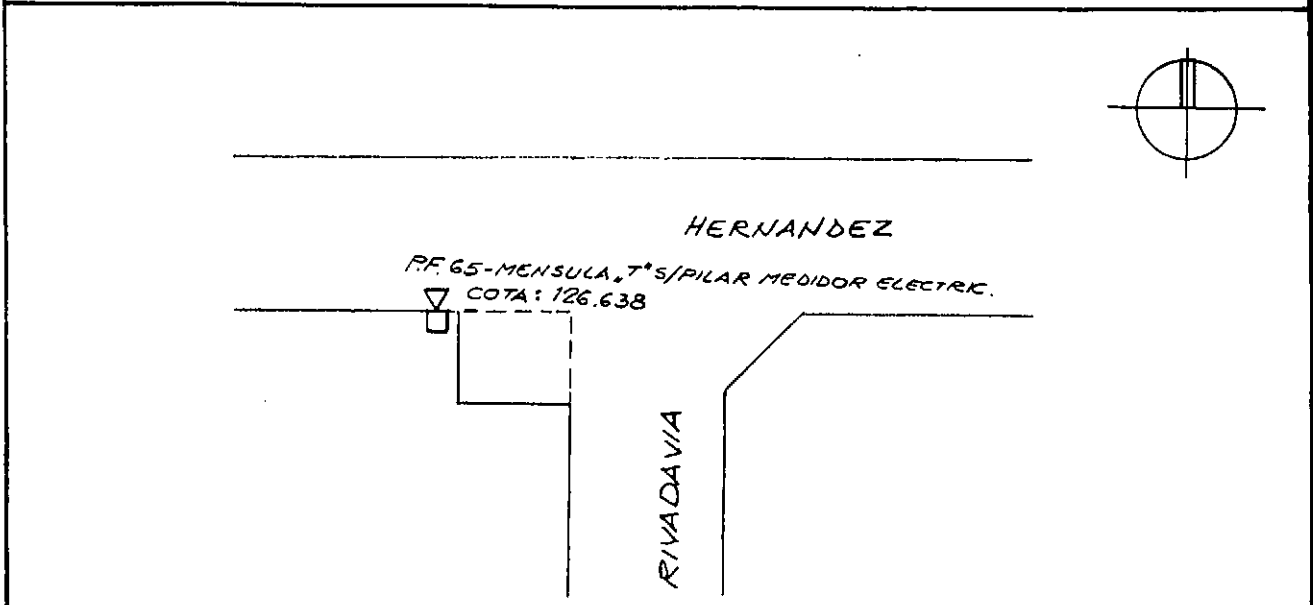 HERNANDEZ
P.F. 65-MENSULA "T" S/PILAR MEDIDOR ELECTRIC.
COTA: 126.638
RIVADAVIA